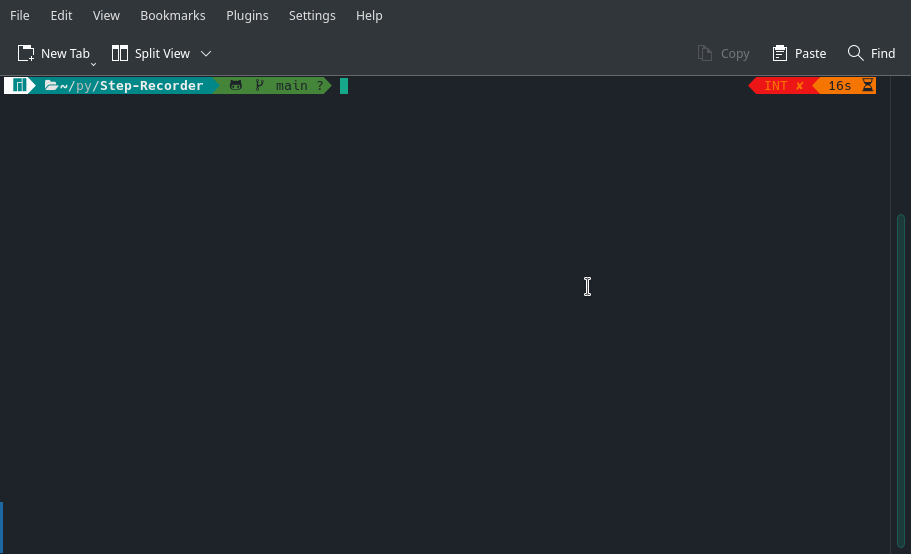 File Edit View Bookmarks Plugins Settings Help
New Tab Split View Copy Paste Find
~/py/Step-Recorder main ? INT ✘ 16s